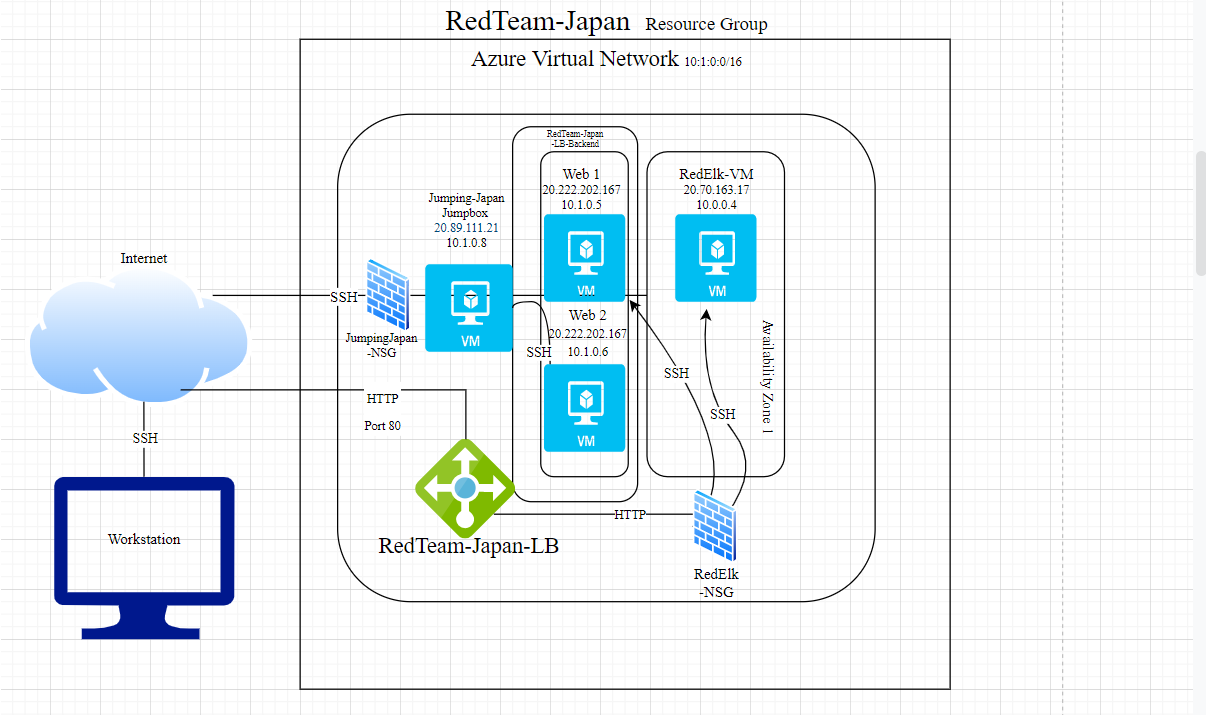 RedTeam-Japan Resource Group
Azure Virtual Network 10:1:0:0/16
RedTeam-Japan
-LB-Backend
Web 1
20.222.202.167
10.1.0.5
VM
Web 2
20.222.202.167
10.1.0.6
VM
RedElk-VM
20.70.163.17
10.0.0.4
VM
Availability Zone 1
Jumping-Japan
Jumpbox
20.89.111.21
10.1.0.8
VM
Internet
SSH
JumpingJapan
-NSG
SSH
SSH
SSH
HTTP
Port 80
SSH
Workstation
HTTP
RedTeam-Japan-LB
RedElk
-NSG